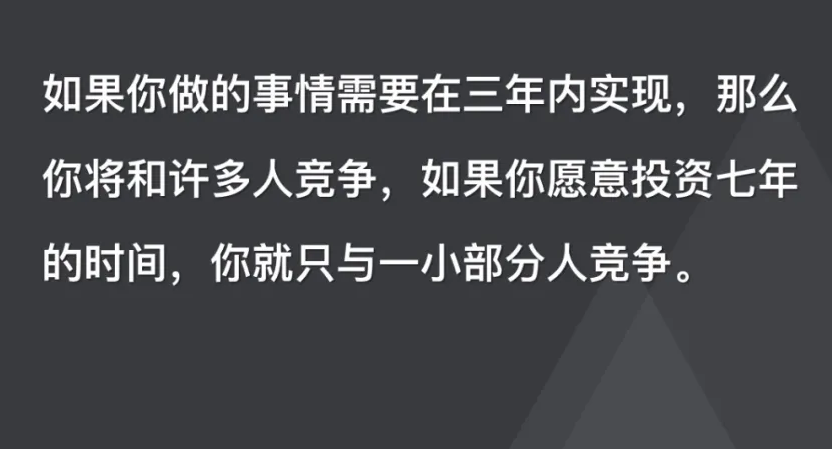 如果你做的事情需要在三年内实现，那么
你将和许多人竞争，如果你愿意投资七年
的时间，你就只与一小部分人竞争。